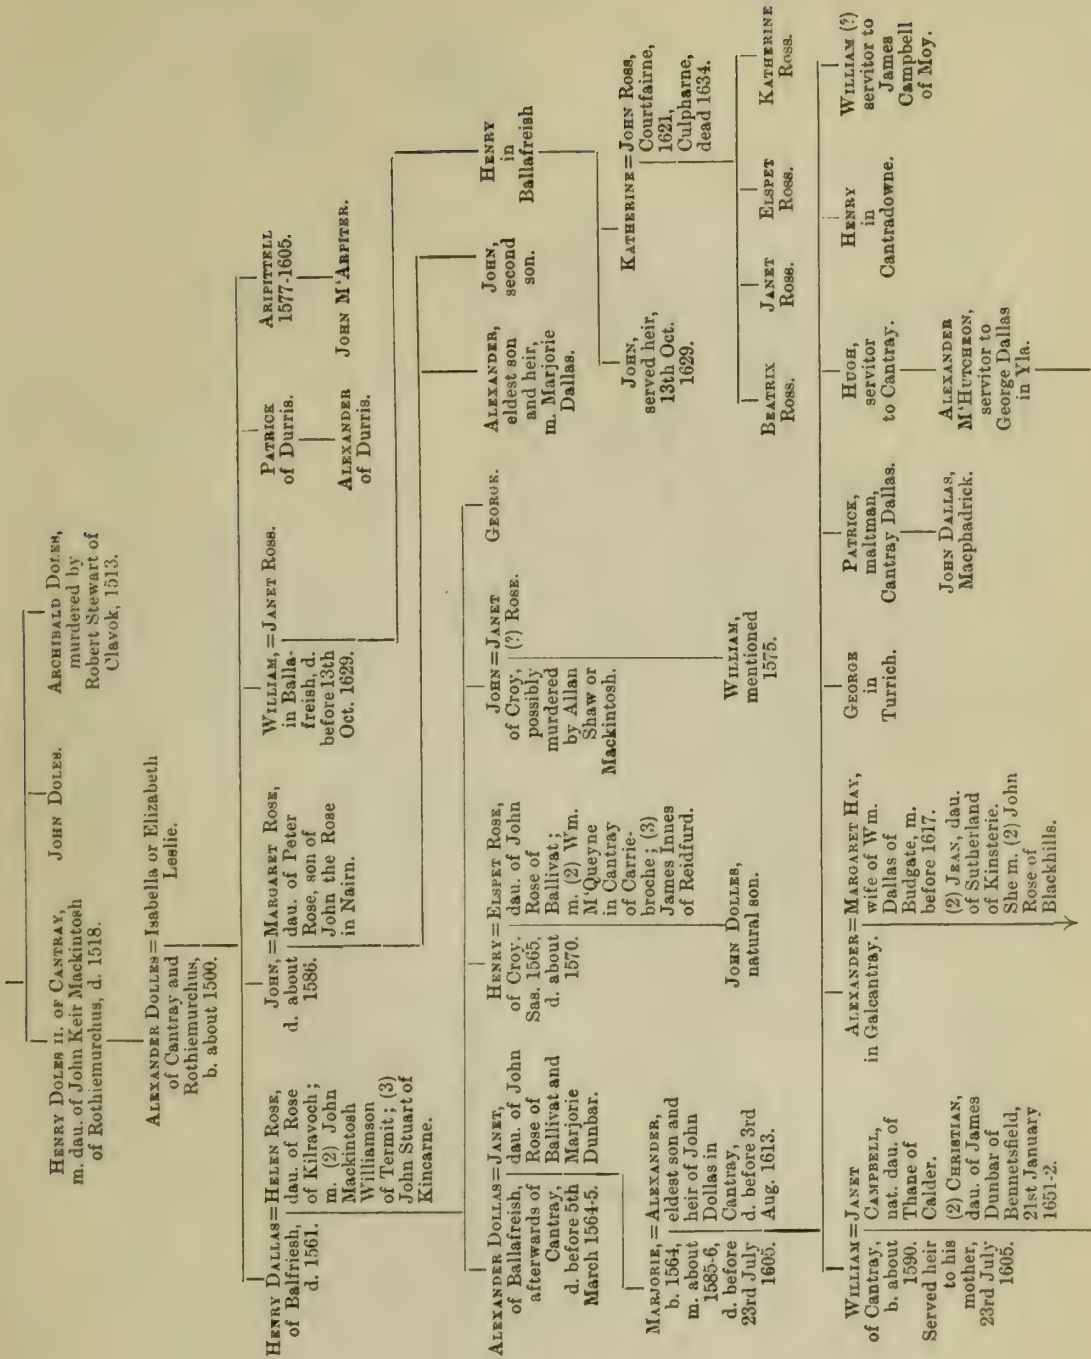 HENRY DOLES II. OF CANTRAY,
m. dau. of John Keir Mackintosh
of Rothiemurchus, d. 1518.
JOHN DOLES.
ARCHIBALD DOLES,
murdered by
Robert Stewart of
Clavok, 1513.
ALEXANDER DOLLES=Isabella or Elizabeth
of Cantray and Leslie.
Rothiemurchus,
b. about 1500.
HENRY DALLAS=HELEN ROSE,
of Balfriesh, dau. of Rose
d. 1561. of Kilravoch;
m. (2) John
Mackintosh
Williamson
of Termit; (3)
John Stuart of
Kincarne.
JOHN,=MARGARET ROSE,
d. about dau. of Peter
1586. Rose, son of
John the Rose
in Nairn.
WILLIAM,=JANET ROSS.
in Balla-
freish, d.
before 13th
Oct. 1629.
PATRICK
of Durris.
ALEXANDER
of Durris.
ARIPITTELL
1577-1605.
JOHN M'ARPITER.
ALEXANDER DOLLAS=JANET,
of Ballafreish, dau. of John
afterwards of Rose of
Cantray, Ballivat and
d. before 5th Marjorie
March 1564-5. Dunbar.
HENRY=ELSPET ROSE,
of Croy. dau. of John
Sas. 1565, Rose of
d. about Ballivat;
1570. m. (2) Wm.
M'Queyne
in Cantray
of Carrie-
broche; (3)
James Innes
of Reidfurd.
JOHN DOLLES,
natural son.
JOHN=JANET
of Croy, (?) ROSE.
possibly
murdered
by Allan
Shaw or
Mackintosh.
WILLIAM,
mentioned
1575.
GEORGE.
ALEXANDER,
eldest son
and heir,
m. Marjorie
Dallas.
JOHN,
second
son.
HENRY
in
Ballafreish
JOHN,
served heir,
13th Oct.
1629.
KATHERINE=JOHN ROSS,
Courtfairne,
1621,
Culpharne,
dead 1634.
BEATRIX
Ross.
JANET
Ross.
ELSPET
Ross.
KATHERINE
Ross.
MARJORIE,=ALEXANDER,
b. 1564, eldest son and
m. about heir of John
1585-6, Dollas in
d. before Cantray,
23rd July d. before 3rd
1605. Aug. 1613.
WILLIAM=JANET
of Cantray, CAMPBELL,
b. about nat. dau. of
1590. Thane of
Served heir Calder.
to his (2) CHRISTIAN,
mother, dau. of James
23rd July Dunbar of
1605. Bennetsfield,
21st January
1651-2.
ALEXANDER=MARGARET HAY,
in Galcantray. wife of Wm.
Dallas of
Budgate, m.
before 1617.
(2) JEAN, dau.
of Sutherland
of Kinsterie.
She m. (2) John
Rose of
Blackhills.
GEORGE
in
Turrich.
PATRICK,
maltman,
Cantray Dallas.
JOHN DALLAS,
Macphadrick.
HUGH,
servitor
to Cantray.
ALEXANDER
M'HUTCHEON,
servitor to
George Dallas
in Yla.
HENRY
in
Cantradowne.
WILLIAM (?)
servitor to
James
Campbell
of Moy.